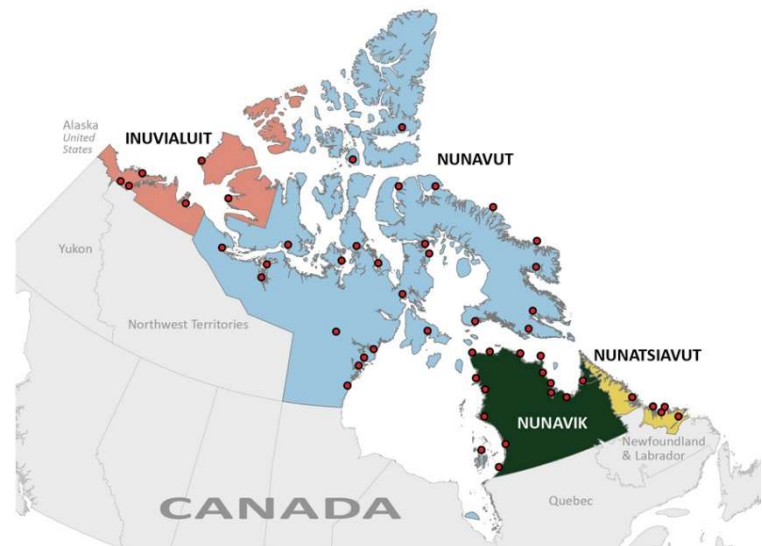 Alaska
United
States
INUVIALUIT
NUNAVUT
Yukon
Northwest Territories
NUNATSIAVUT
NUNAVIK
Newfoundland
& Labrador
CANADA
Quebec